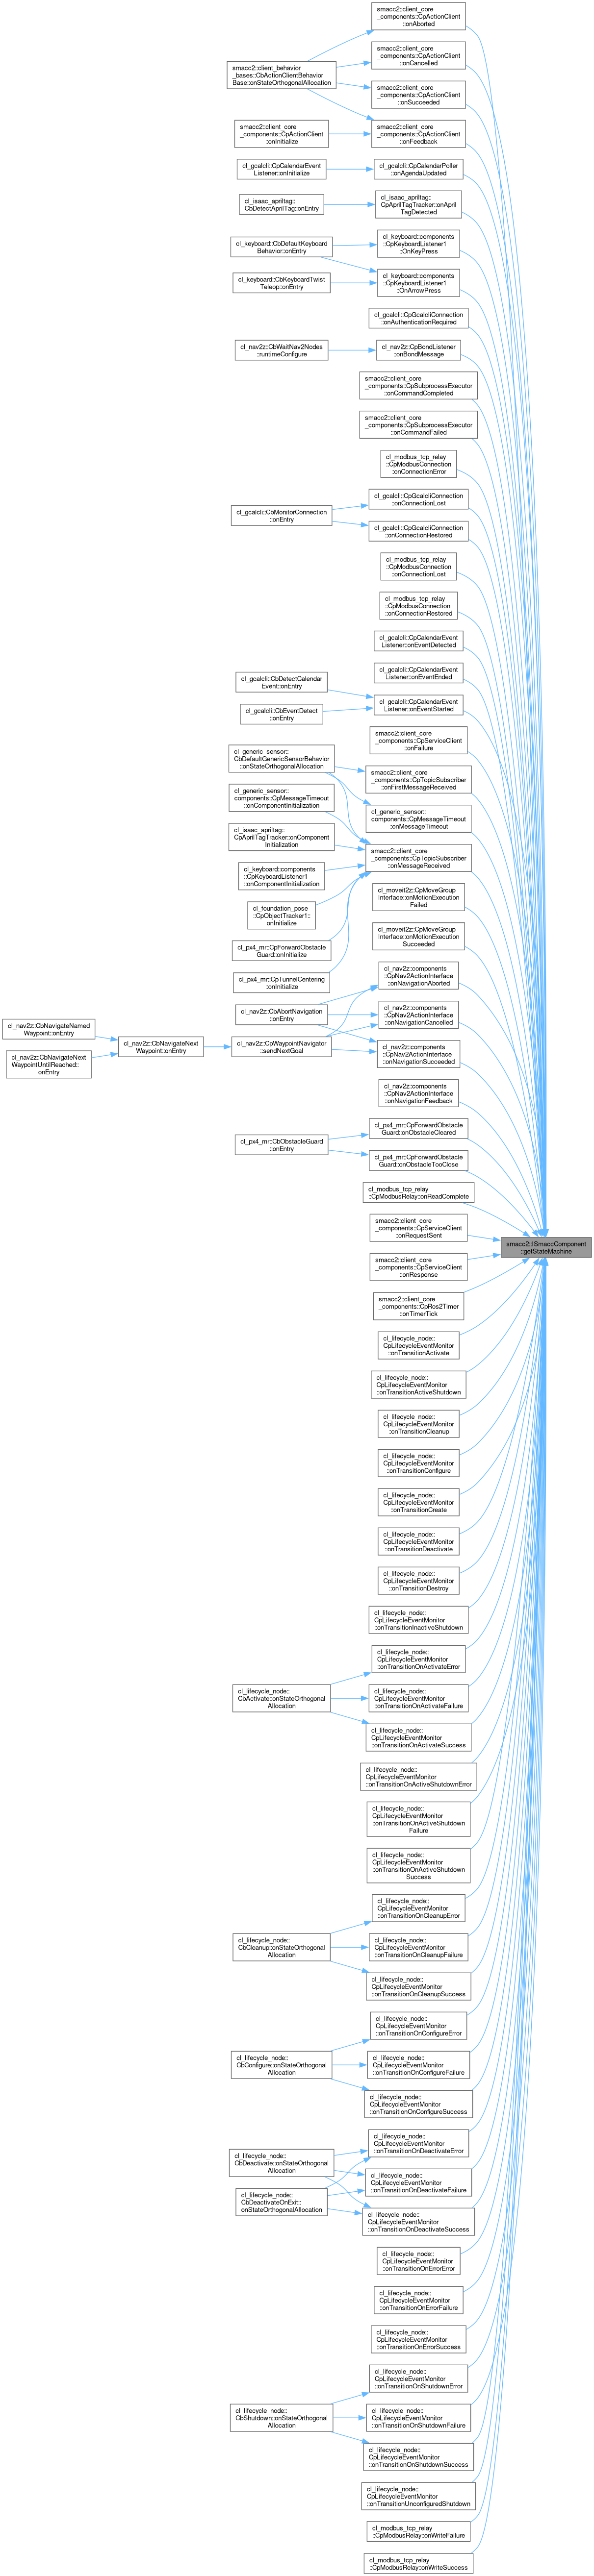 smacc2::client_core
_components::CpActionClient
::onAborted
smacc2::client_core
_components::CpActionClient
::onCancelled
smacc2::client_behavior
_bases::CbActionClientBehavior
Base::onStateOrthogonalAllocation
smacc2::client_core
_components::CpActionClient
::onSucceeded
smacc2::client_core
_components::CpActionClient
::onFeedback
smacc2::client_core
_components::CpActionClient
::onInitialize
cl_gcalcli::CpCalendarEvent
Listener::onInitialize
cl_gcalcli::CpCalendarPoller
::onAgendaUpdated
cl_isaac_apriltag::
CbDetectAprilTag::onEntry
cl_isaac_apriltag::
CpAprilTagTracker::onApril
TagDetected
cl_keyboard::CbDefaultKeyboard
Behavior::onEntry
cl_keyboard::components
::CpKeyboardListener1
::OnKeyPress
cl_keyboard::CbKeyboardTwist
Teleop::onEntry
cl_keyboard::components
::CpKeyboardListener1
::OnArrowPress
cl_gcalcli::CpGcalcliConnection
::onAuthenticationRequired
cl_nav2z::CbWaitNav2Nodes
::runtimeConfigure
cl_nav2z::CpBondListener
::onBondMessage
smacc2::client_core
_components::CpSubprocessExecutor
::onCommandCompleted
smacc2::client_core
_components::CpSubprocessExecutor
::onCommandFailed
cl_modbus_tcp_relay
::CpModbusConnection
::onConnectionError
cl_gcalcli::CbMonitorConnection
::onEntry
cl_gcalcli::CpGcalcliConnection
::onConnectionLost
cl_gcalcli::CpGcalcliConnection
::onConnectionRestored
cl_modbus_tcp_relay
::CpModbusConnection
::onConnectionLost
cl_modbus_tcp_relay
::CpModbusConnection
::onConnectionRestored
cl_gcalcli::CpCalendarEvent
Listener::onEventDetected
cl_gcalcli::CpCalendarEvent
Listener::onEventEnded
cl_gcalcli::CbDetectCalendar
Event::onEntry
cl_gcalcli::CpCalendarEvent
Listener::onEventStarted
cl_gcalcli::CbEventDetect
::onEntry
smacc2::client_core
_components::CpServiceClient
::onFailure
cl_generic_sensor::
CbDefaultGenericSensorBehavior
::onStateOrthogonalAllocation
smacc2::client_core
_components::CpTopicSubscriber
::onFirstMessageReceived
cl_generic_sensor::
components::CpMessageTimeout
::onComponentInitialization
cl_generic_sensor::
components::CpMessageTimeout
::onMessageTimeout
cl_isaac_apriltag::
CpAprilTagTracker::onComponent
Initialization
smacc2::client_core
_components::CpTopicSubscriber
::onMessageReceived
cl_keyboard::components
::CpKeyboardListener1
::onComponentInitialization
cl_foundation_pose
::CpObjectTracker1::
onInitialize
cl_moveit2z::CpMoveGroup
Interface::onMotionExecution
Failed
cl_px4_mr::CpForwardObstacle
Guard::onInitialize
cl_moveit2z::CpMoveGroup
Interface::onMotionExecution
Succeeded
cl_px4_mr::CpTunnelCentering
::onInitialize
cl_nav2z::components
::CpNav2ActionInterface
::onNavigationAborted
cl_nav2z::CbAbortNavigation
::onEntry
cl_nav2z::components
::CpNav2ActionInterface
::onNavigationCancelled
cl_nav2z::CbNavigateNamed
Waypoint::onEntry
cl_nav2z::CbNavigateNext
Waypoint::onEntry
cl_nav2z::CpWaypointNavigator
::sendNextGoal
cl_nav2z::components
::CpNav2ActionInterface
::onNavigationSucceeded
cl_nav2z::CbNavigateNext
WaypointUntilReached::
onEntry
cl_nav2z::components
::CpNav2ActionInterface
::onNavigationFeedback
cl_px4_mr::CbObstacleGuard
::onEntry
cl_px4_mr::CpForwardObstacle
Guard::onObstacleCleared
cl_px4_mr::CpForwardObstacle
Guard::onObstacleTooClose
cl_modbus_tcp_relay
::CpModbusRelay::onReadComplete
smacc2::client_core
_components::CpServiceClient
::onRequestSent
smacc2::ISmaccComponent
::getStateMachine
smacc2::client_core
_components::CpServiceClient
::onResponse
smacc2::client_core
_components::CpRos2Timer
::onTimerTick
cl_lifecycle_node::
CpLifecycleEventMonitor
::onTransitionActivate
cl_lifecycle_node::
CpLifecycleEventMonitor
::onTransitionActiveShutdown
cl_lifecycle_node::
CpLifecycleEventMonitor
::onTransitionCleanup
cl_lifecycle_node::
CpLifecycleEventMonitor
::onTransitionConfigure
cl_lifecycle_node::
CpLifecycleEventMonitor
::onTransitionCreate
cl_lifecycle_node::
CpLifecycleEventMonitor
::onTransitionDeactivate
cl_lifecycle_node::
CpLifecycleEventMonitor
::onTransitionDestroy
cl_lifecycle_node::
CpLifecycleEventMonitor
::onTransitionInactiveShutdown
cl_lifecycle_node::
CpLifecycleEventMonitor
::onTransitionOnActivateError
cl_lifecycle_node::
CbActivate::onStateOrthogonal
Allocation
cl_lifecycle_node::
CpLifecycleEventMonitor
::onTransitionOnActivateFailure
cl_lifecycle_node::
CpLifecycleEventMonitor
::onTransitionOnActivateSuccess
cl_lifecycle_node::
CpLifecycleEventMonitor
::onTransitionOnActiveShutdownError
cl_lifecycle_node::
CpLifecycleEventMonitor
::onTransitionOnActiveShutdown
Failure
cl_lifecycle_node::
CpLifecycleEventMonitor
::onTransitionOnActiveShutdown
Success
cl_lifecycle_node::
CpLifecycleEventMonitor
::onTransitionOnCleanupError
cl_lifecycle_node::
CbCleanup::onStateOrthogonal
Allocation
cl_lifecycle_node::
CpLifecycleEventMonitor
::onTransitionOnCleanupFailure
cl_lifecycle_node::
CpLifecycleEventMonitor
::onTransitionOnCleanupSuccess
cl_lifecycle_node::
CpLifecycleEventMonitor
::onTransitionOnConfigureError
cl_lifecycle_node::
CbConfigure::onStateOrthogonal
Allocation
cl_lifecycle_node::
CpLifecycleEventMonitor
::onTransitionOnConfigureFailure
cl_lifecycle_node::
CpLifecycleEventMonitor
::onTransitionOnConfigureSuccess
cl_lifecycle_node::
CpLifecycleEventMonitor
::onTransitionOnDeactivateError
cl_lifecycle_node::
CbDeactivate::onStateOrthogonal
Allocation
cl_lifecycle_node::
CpLifecycleEventMonitor
::onTransitionOnDeactivateFailure
cl_lifecycle_node::
CbDeactivateOnExit::
onStateOrthogonalAllocation
cl_lifecycle_node::
CpLifecycleEventMonitor
::onTransitionOnDeactivateSuccess
cl_lifecycle_node::
CpLifecycleEventMonitor
::onTransitionOnErrorError
cl_lifecycle_node::
CpLifecycleEventMonitor
::onTransitionOnErrorFailure
cl_lifecycle_node::
CpLifecycleEventMonitor
::onTransitionOnErrorSuccess
cl_lifecycle_node::
CpLifecycleEventMonitor
::onTransitionOnShutdownError
cl_lifecycle_node::
CbShutdown::onStateOrthogonal
Allocation
cl_lifecycle_node::
CpLifecycleEventMonitor
::onTransitionOnShutdownFailure
cl_lifecycle_node::
CpLifecycleEventMonitor
::onTransitionOnShutdownSuccess
cl_lifecycle_node::
CpLifecycleEventMonitor
::onTransitionUnconfiguredShutdown
cl_modbus_tcp_relay
::CpModbusRelay::onWriteFailure
cl_modbus_tcp_relay
::CpModbusRelay::onWriteSuccess